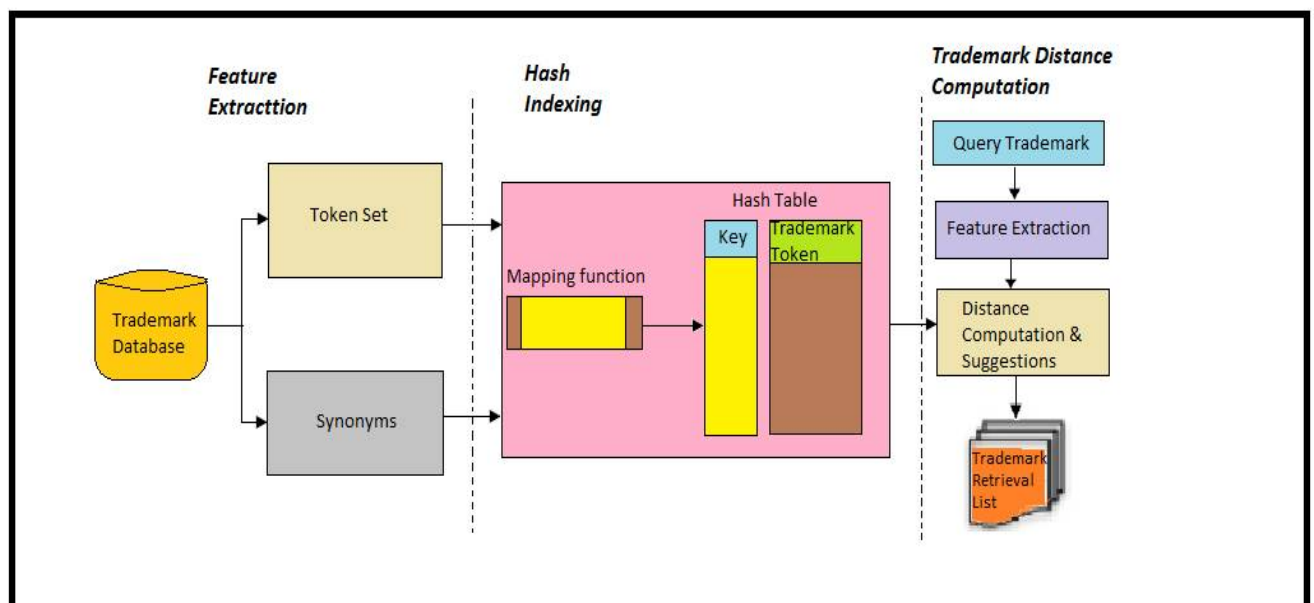 Feature
Extracttion
Hash
Indexing
Trademark Distance
Computation
Trademark
Database
Token Set
Synonyms
Mapping function
Hash Table
Key
Trademark
Token
Query Trademark
Feature Extraction
Distance
Computation &
Suggestions
Trademark
Retrieval
List